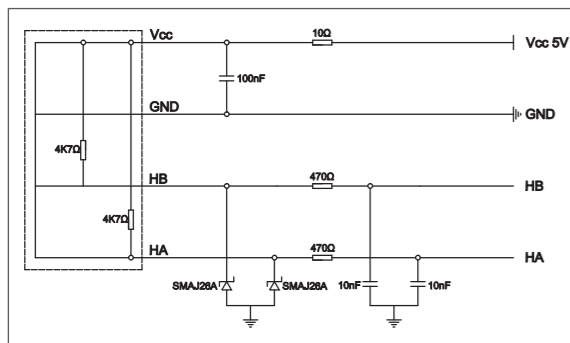 Vcc
10Ω
Vcc 5V
100nF
GND
GND
4K7Ω
HB
470Ω
HB
4K7Ω
HA
470Ω
HA
SMAJ26A
SMAJ26A
10nF
10nF